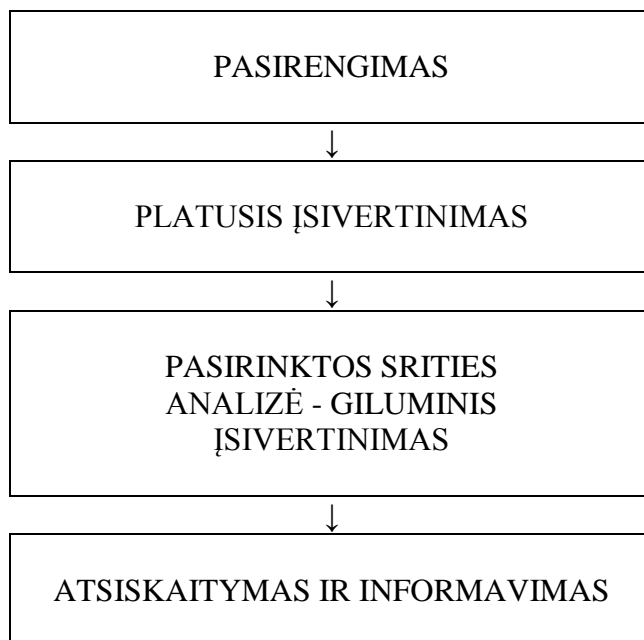 PASIRENGIMAS
↓
PLATUSIS ĮSIVERTINIMAS
↓
PASIRINKTOS SRITIES
ANALIZĖ - GILUMINIS
ĮSIVERTINIMAS
↓
ATSISKAITYMAS IR INFORMAVIMAS